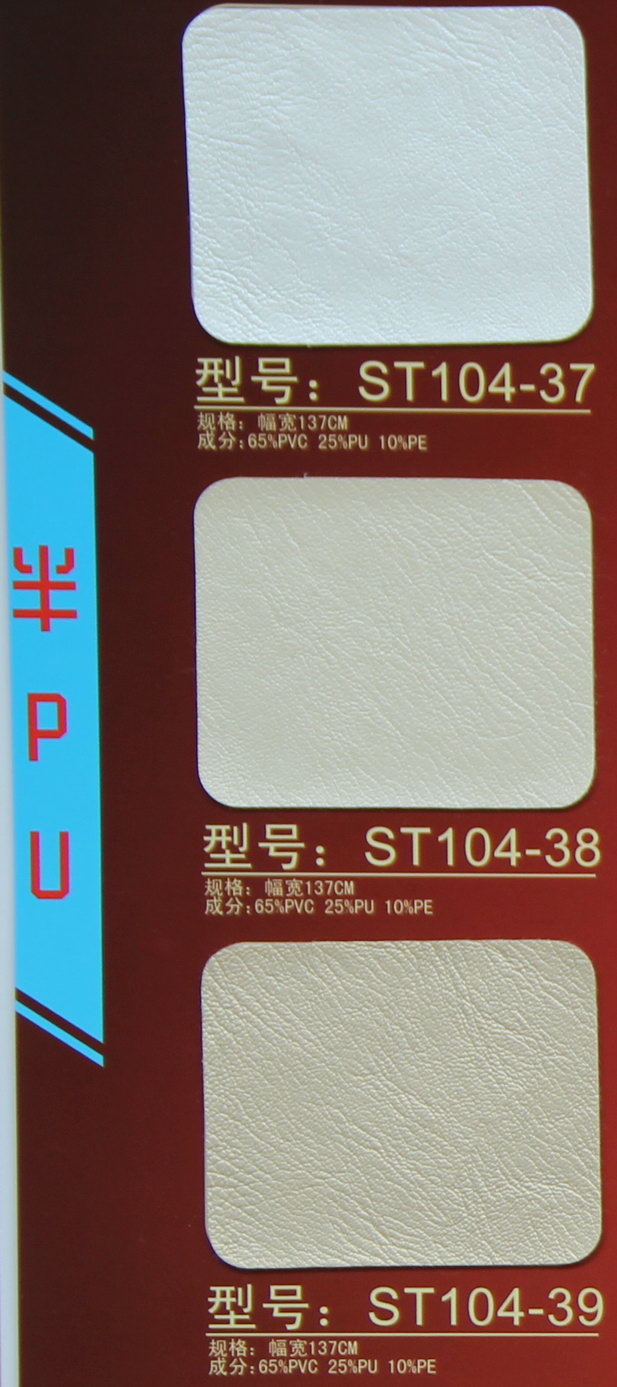 型号：ST104-37
规格：幅宽137CM
成分:65%PVC 25%PU 10%PE
半
P
U
型号：ST104-38
规格：幅宽137CM
成分:65%PVC 25%PU 10%PE
型号：ST104-39
规格：幅宽137CM
成分:65%PVC 25%PU 10%PE